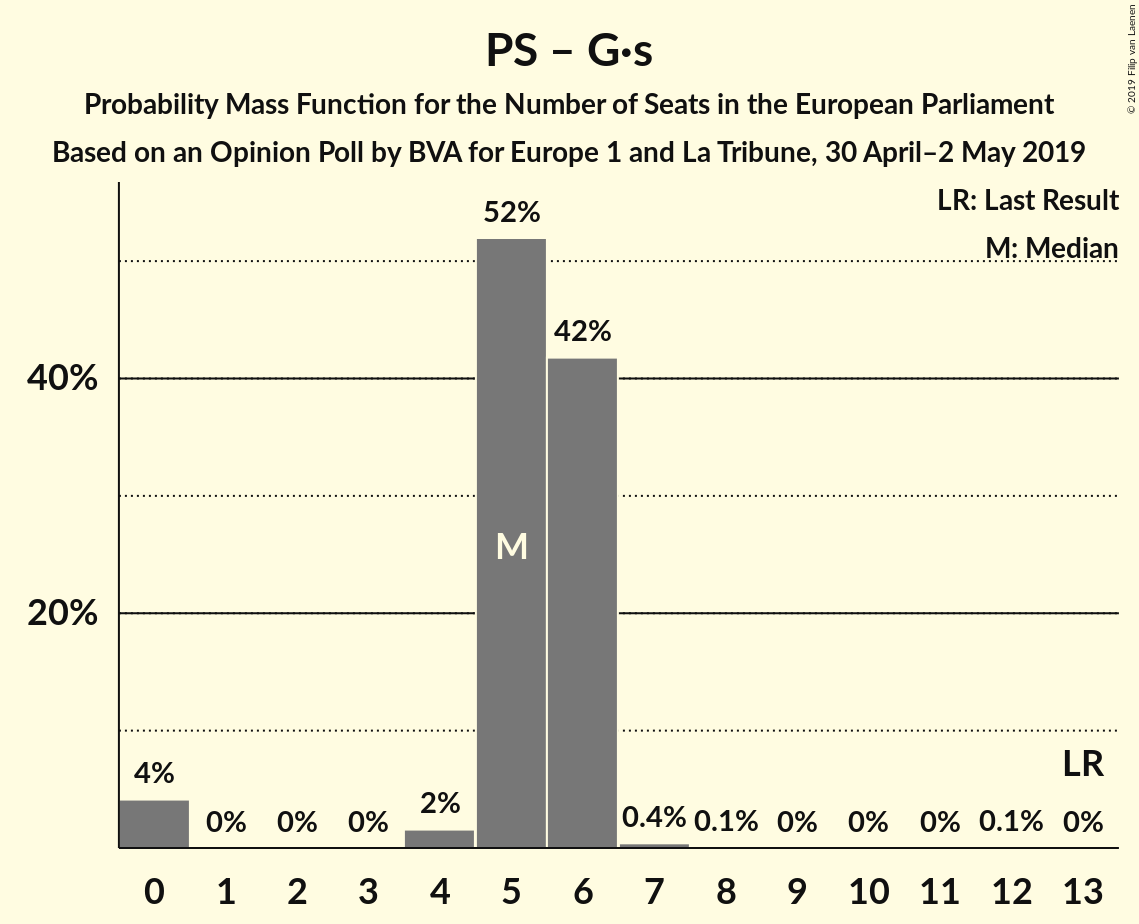 PS – G·s
Probability Mass Function for the Number of Seats in the European Parliament
Based on an Opinion Poll by BVA for Europe 1 and La Tribune, 30 April–2 May 2019
© 2019 Filip van Laenen
LR: Last Result
M: Median
52%
42%
40%
M
20%
LR
4%
0%
0%
0%
2%
0.4%
0.1%
0%
0%
0%
0.1%
0%
0 1 2 3 4 5 6 7 8 9 10 11 12 13